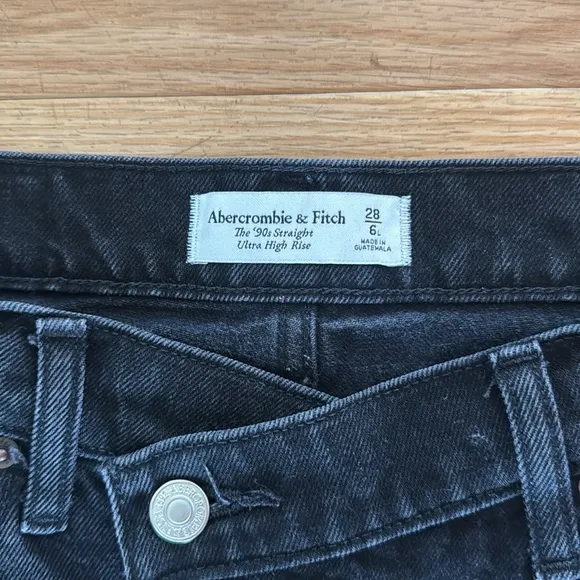 Abercrombie & Fitch
The '90s Straight
Ultra High Rise
28
6L
MADE IN
GUATEMALA